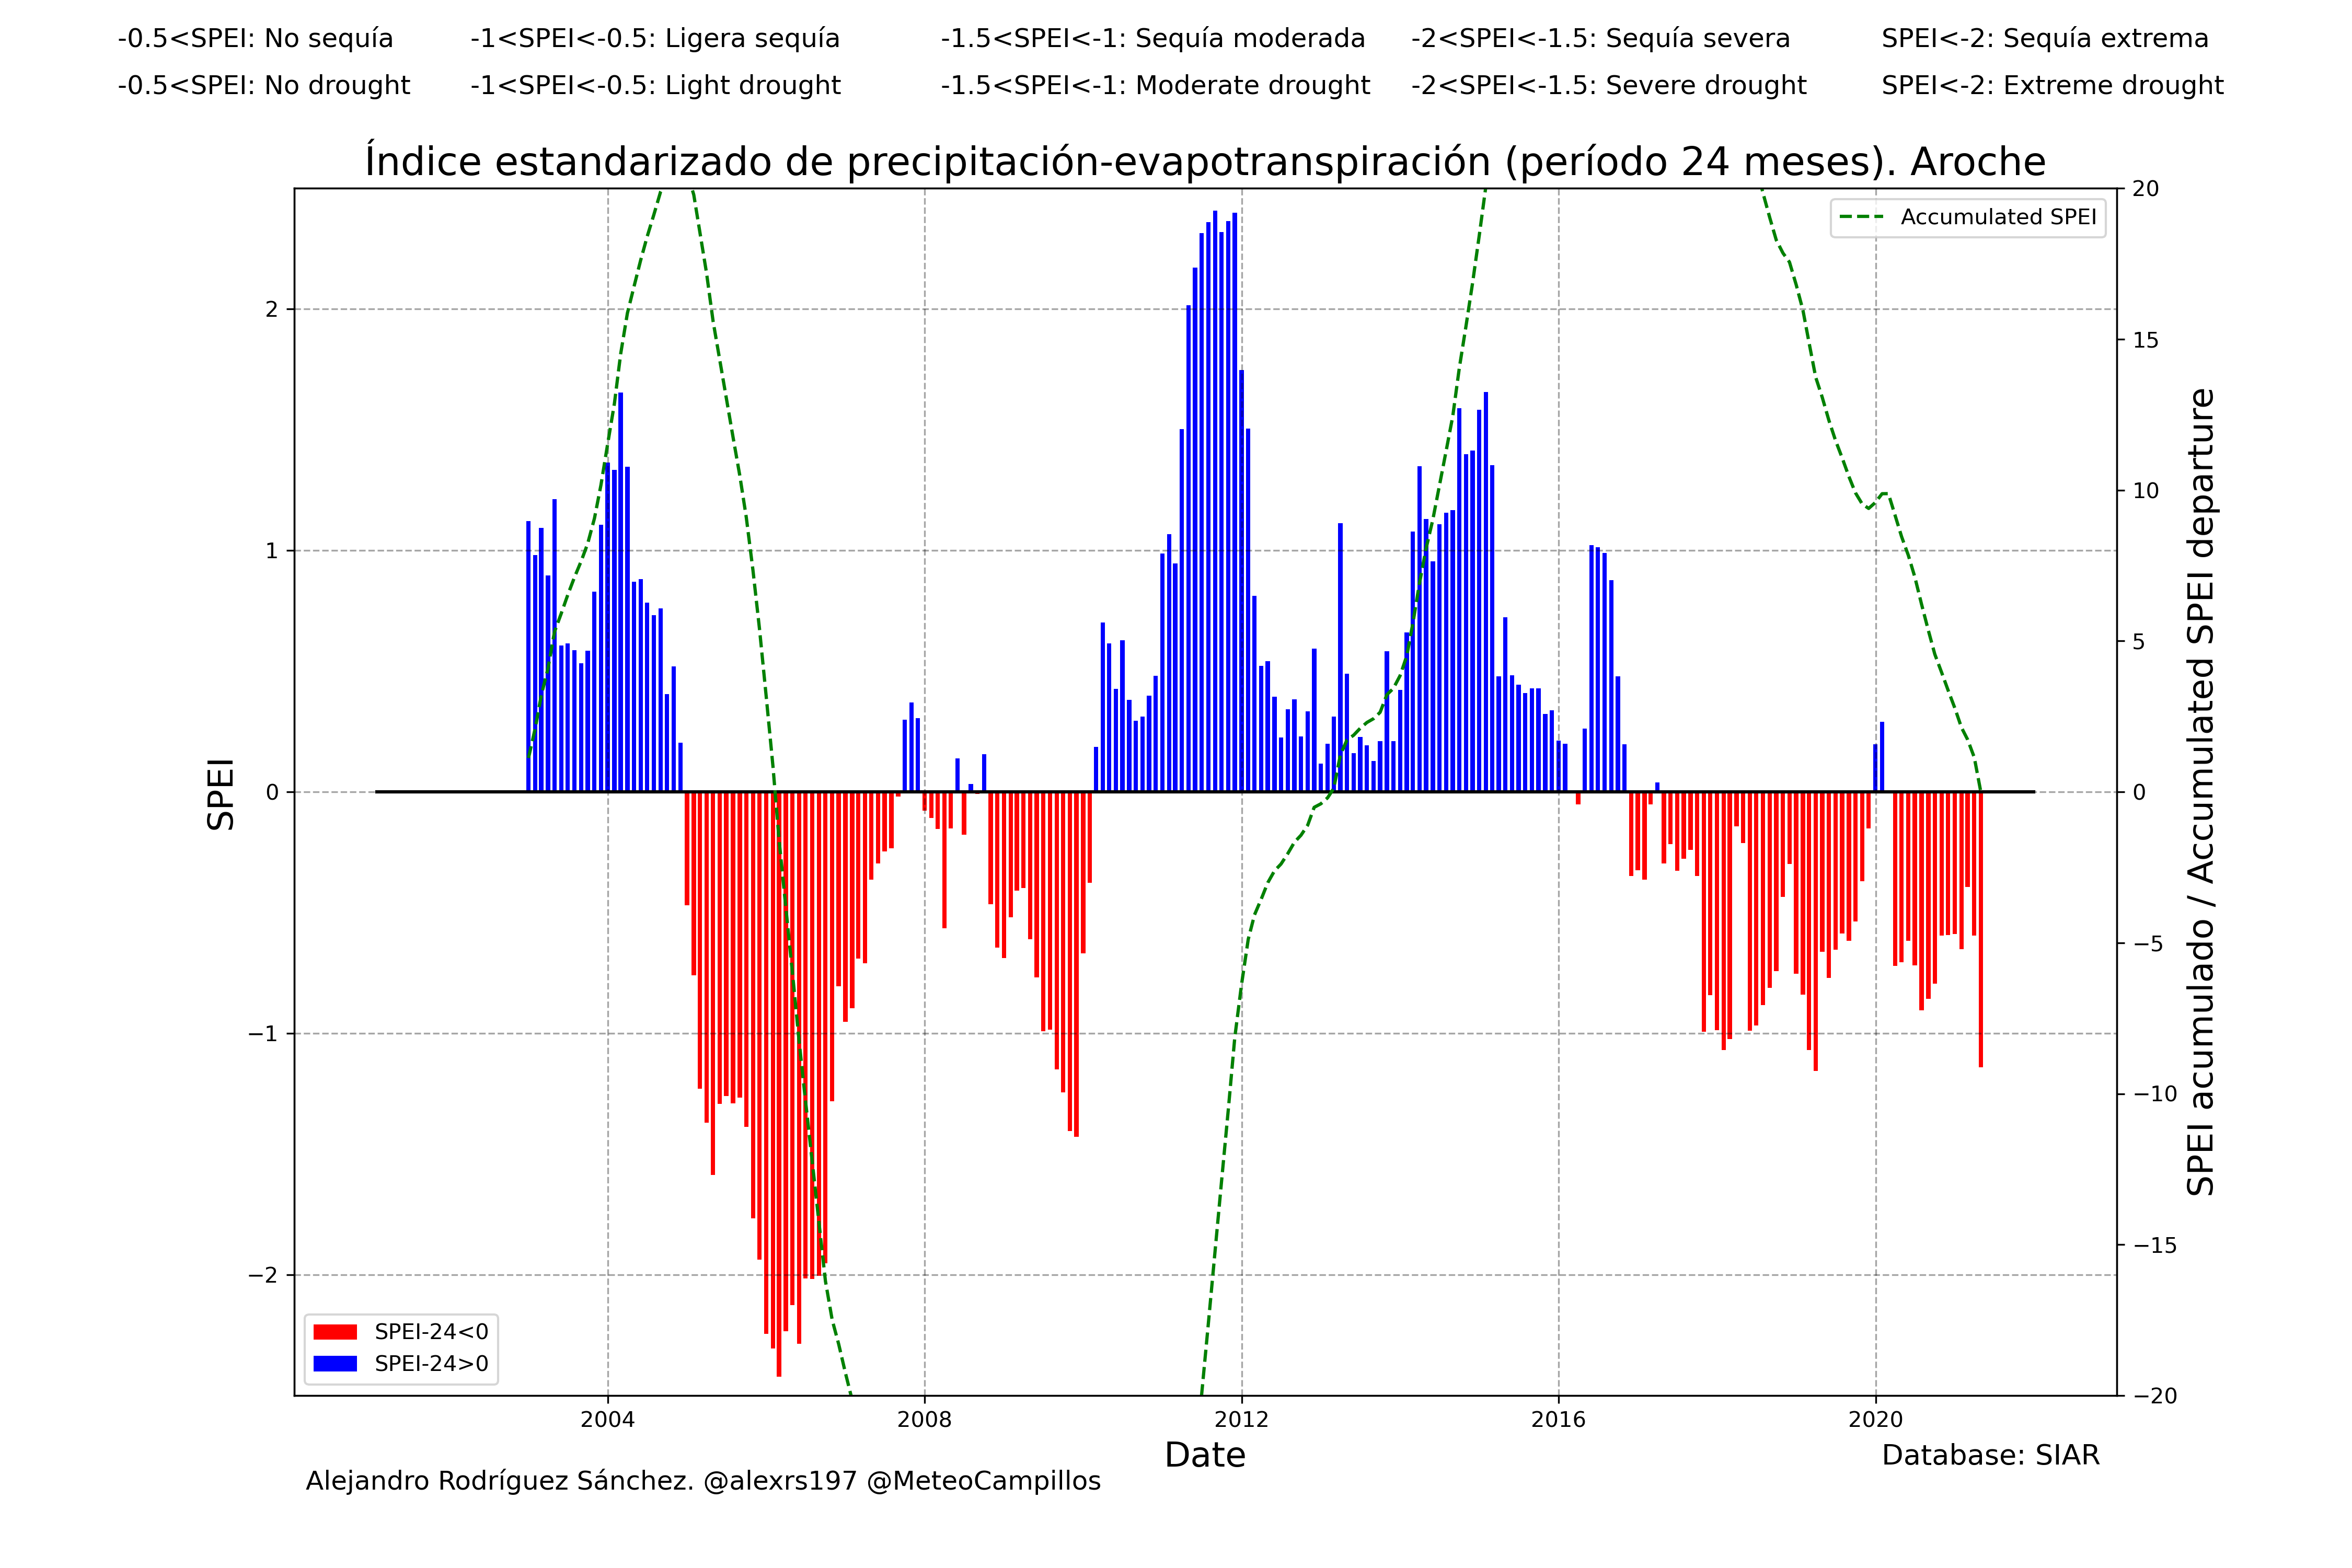 -0.5<SPEI: No sequía -1<SPEI<-0.5: Ligera sequía -1.5<SPEI<-1: Sequía moderada -2<SPEI<-1.5: Sequía severa SPEI<-2: Sequía extrema
-0.5<SPEI: No drought -1<SPEI<-0.5: Light drought -1.5<SPEI<-1: Moderate drought -2<SPEI<-1.5: Severe drought SPEI<-2: Extreme drought
Índice estandarizado de precipitación-evapotranspiración (período 24 meses). Aroche
Accumulated SPEI
SPEI
2
1
0
−1
−2
20
15
10
5
0
−5
−10
−15
−20
SPEI acumulado / Accumulated SPEI departure
SPEI-24<0
SPEI-24>0
2004 2008 2012 2016 2020
Date
Database: SIAR
Alejandro Rodríguez Sánchez. @alexrs197 @MeteoCampillos